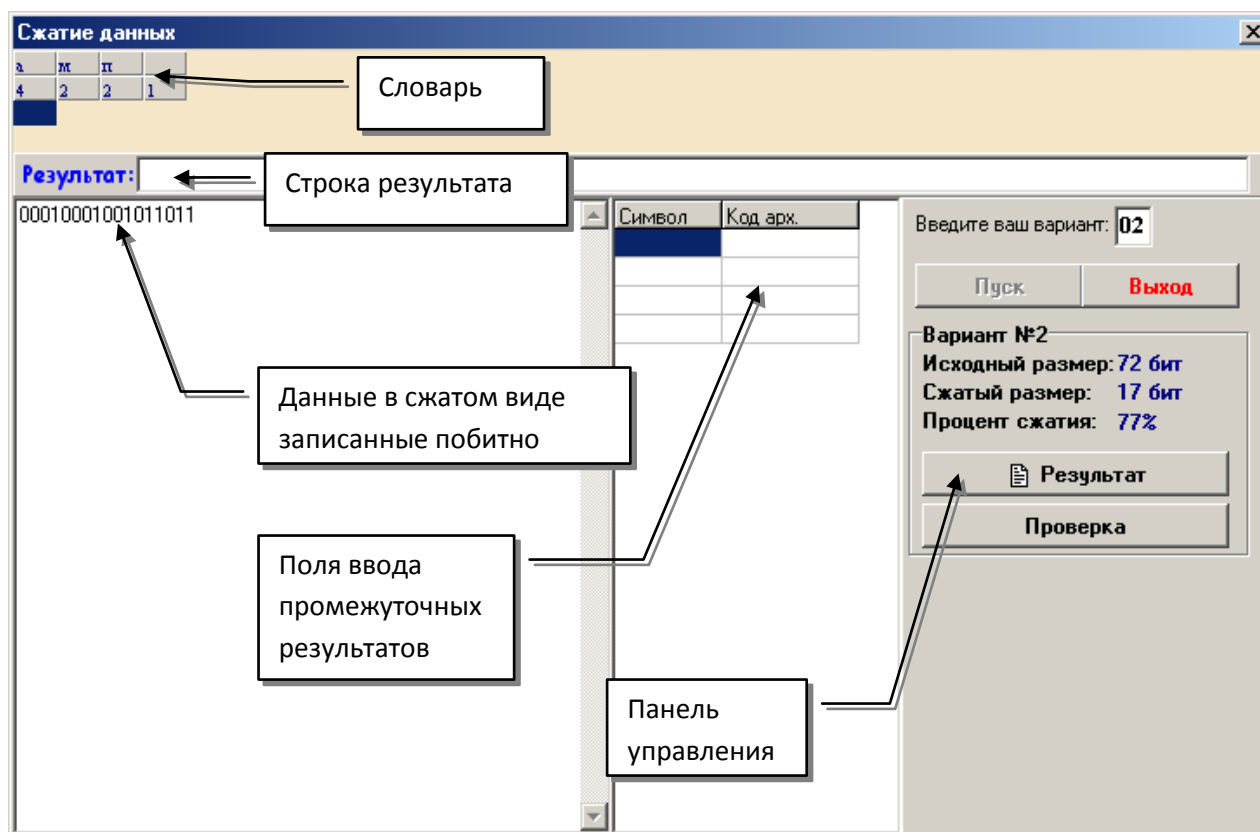 Сжатие данных
а м п
4 2 2 1
Словарь
Результат:
Строка результата
00010001001011011
Символ Код арх.
Введите ваш вариант: 02
Пуск Выход
Вариант №2
Исходный размер: 72 бит
Сжатый размер: 17 бит
Процент сжатия: 77%
Результат
Проверка
Данные в сжатом виде
записанные побитно
Поля ввода
промежуточных
результатов
Панель
управления